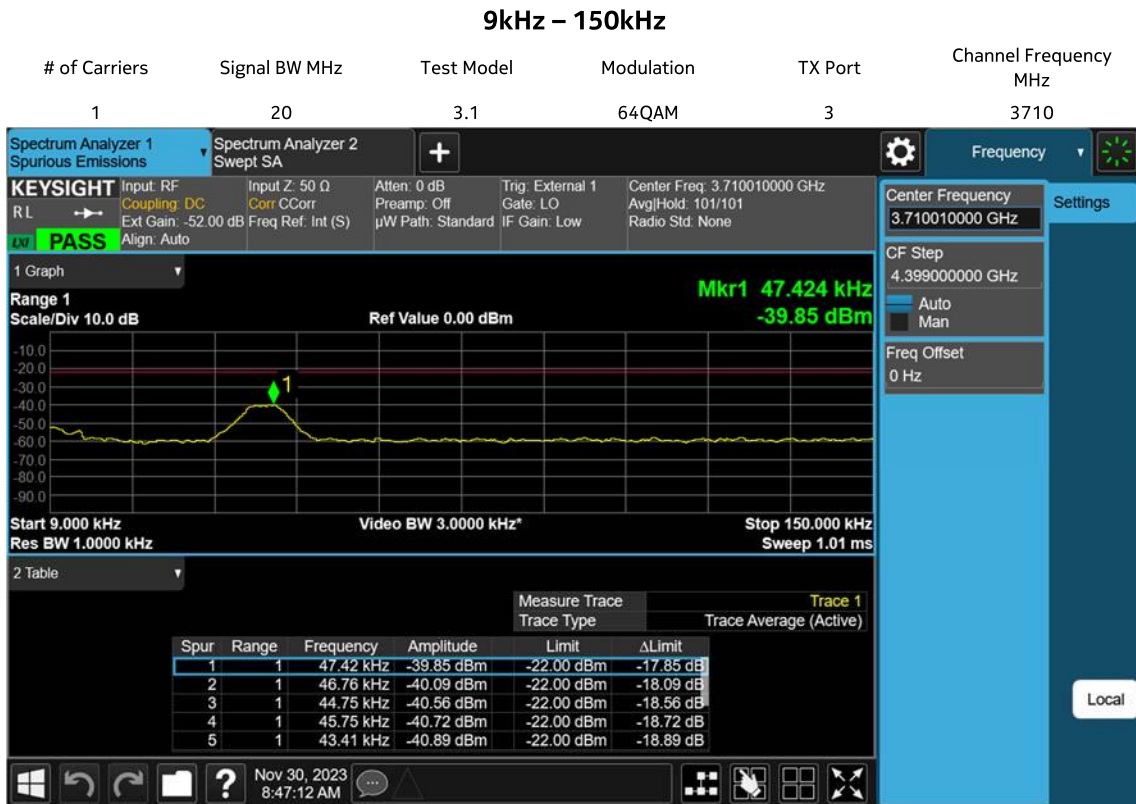 9kHz – 150kHz
# of Carriers Signal BW MHz Test Model Modulation TX Port Channel Frequency MHz
1 20 3.1 64QAM 3 3710
Spectrum Analyzer 1
Spurious Emissions
Spectrum Analyzer 2
Swept SA
+
Frequency
KEYSIGHT
RL
LXI PASS
Input: RF
Coupling: DC
Ext Gain: -52.00 dB
Align: Auto
Input Z: 50 Ω
Corr CCorr
Freq Ref: Int (S)
Atten: 0 dB
Preamp: Off
µW Path: Standard
Trig: External 1
Gate: LO
IF Gain: Low
Center Freq: 3.710010000 GHz
Avg|Hold: 101/101
Radio Std: None
Center Frequency
3.710010000 GHz
Settings
CF Step
4.399000000 GHz
Auto
Man
Freq Offset
0 Hz
1 Graph
Range 1
Scale/Div 10.0 dB
Ref Value 0.00 dBm
Mkr1 47.424 kHz
-39.85 dBm
1
-10.0
-20.0
-30.0
-40.0
-50.0
-60.0
-70.0
-80.0
-90.0
Start 9.000 kHz Video BW 3.0000 kHz* Stop 150.000 kHz
Res BW 1.0000 kHz Sweep 1.01 ms
2 Table
Measure Trace Trace 1
Trace Type Trace Average (Active)
Spur Range Frequency Amplitude Limit ΔLimit
1 1 47.42 kHz -39.85 dBm -22.00 dBm -17.85 dB
2 1 46.76 kHz -40.09 dBm -22.00 dBm -18.09 dB
3 1 44.75 kHz -40.56 dBm -22.00 dBm -18.56 dB
4 1 45.75 kHz -40.72 dBm -22.00 dBm -18.72 dB
5 1 43.41 kHz -40.89 dBm -22.00 dBm -18.89 dB
Local
?
Nov 30, 2023
8:47:12 AM